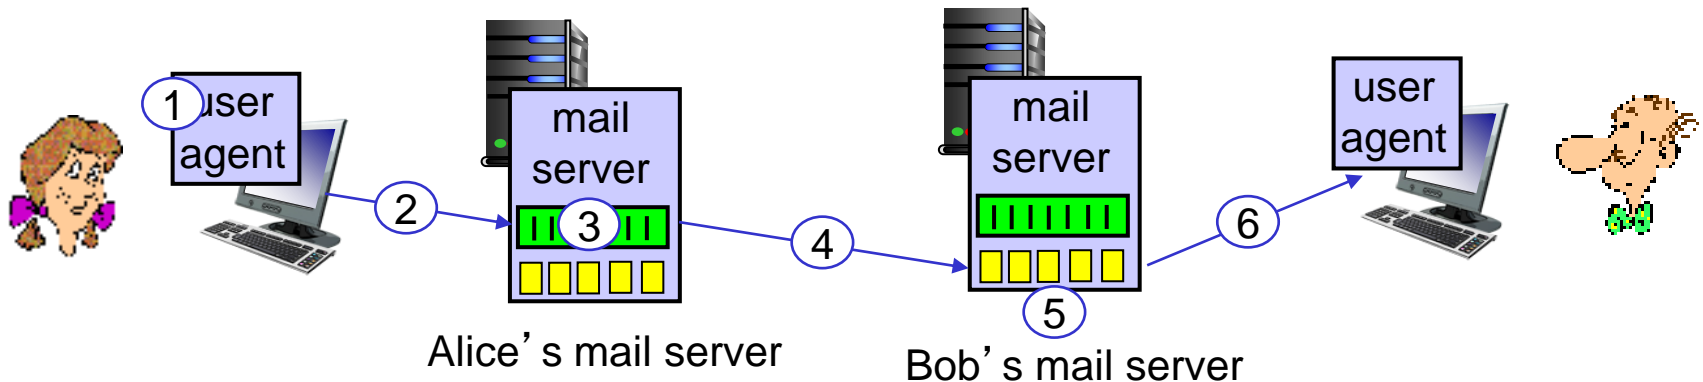 1 user
agent
2
mail
server
3
Alice’s mail server
4
mail
server
5
Bob’s mail server
6
user
agent